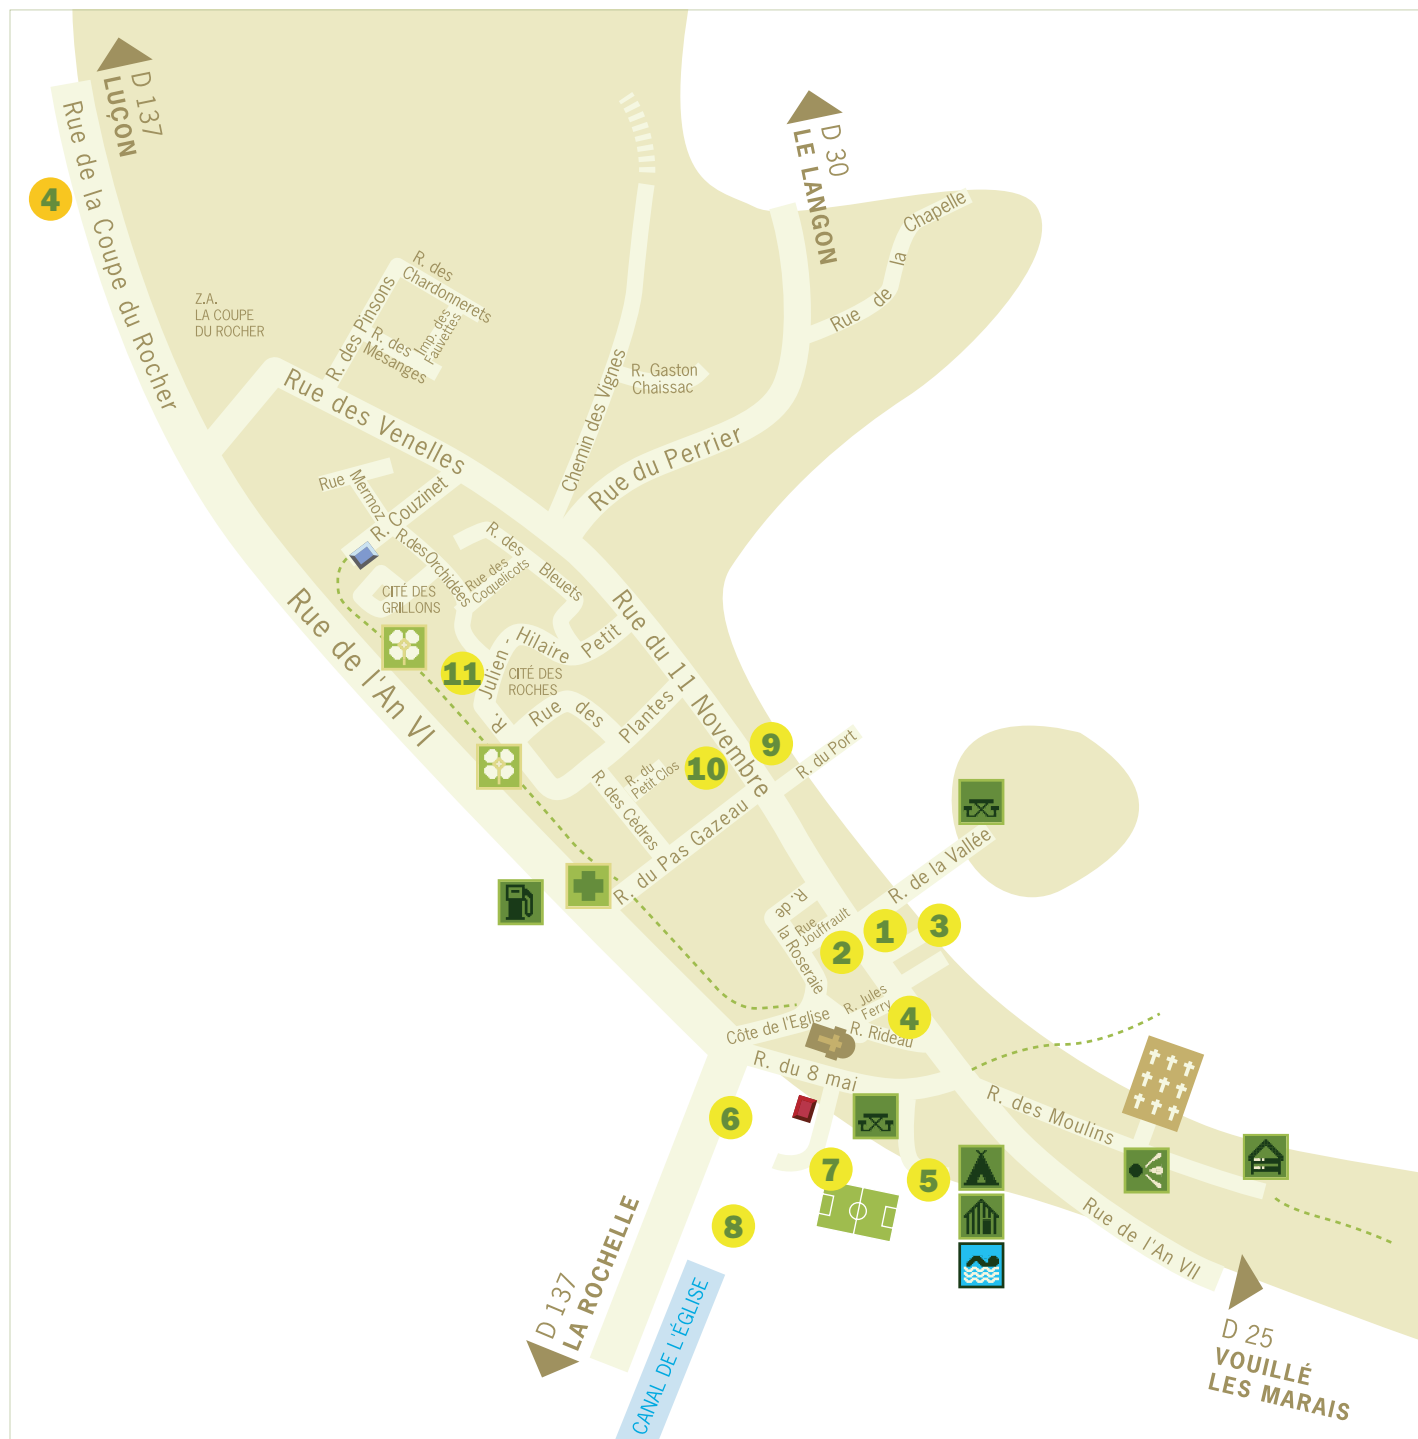 D 137
LUÇON
Rue de la Coupe du Rocher
4
D 30
LE LANGON
Rue de la Chapelle
Z.A.
LA COUPE
DU ROCHER
R. des
Chardonnerets
R. des Pinsons
Imp. des
Fauvettes
R. des
Mésanges
Rue des Venelles
Chemin des Vignes
R. Gaston
Chaissac
Rue du Perrier
Rue Mermoz
R. Couzinet
R.des Orchidées
R. des Bleuets
Rue des
Coquelicots
CITÉ DES
GRILLONS
Rue de l'An VI
R. Julien - Hilaire Petit
11
CITÉ DES
ROCHES
Rue des Plantes
Rue du 11 Novembre
9
10
R. du Port
R. du
Petit Clos
R. des Cèdres
R. du Pas Gazeau
R. de la Vallée
R. de la Roseraie
Rue
Jouffrault
1
3
2
R. Jules
Ferry
4
Côte de l'Eglise
R. Rideau
R. du 8 mai
R. des Moulins
6
7
5
8
Rue de l'An VII
D 137
LA ROCHELLE
CANAL DE L'ÉGLISE
D 25
VOUILLÉ
LES MARAIS